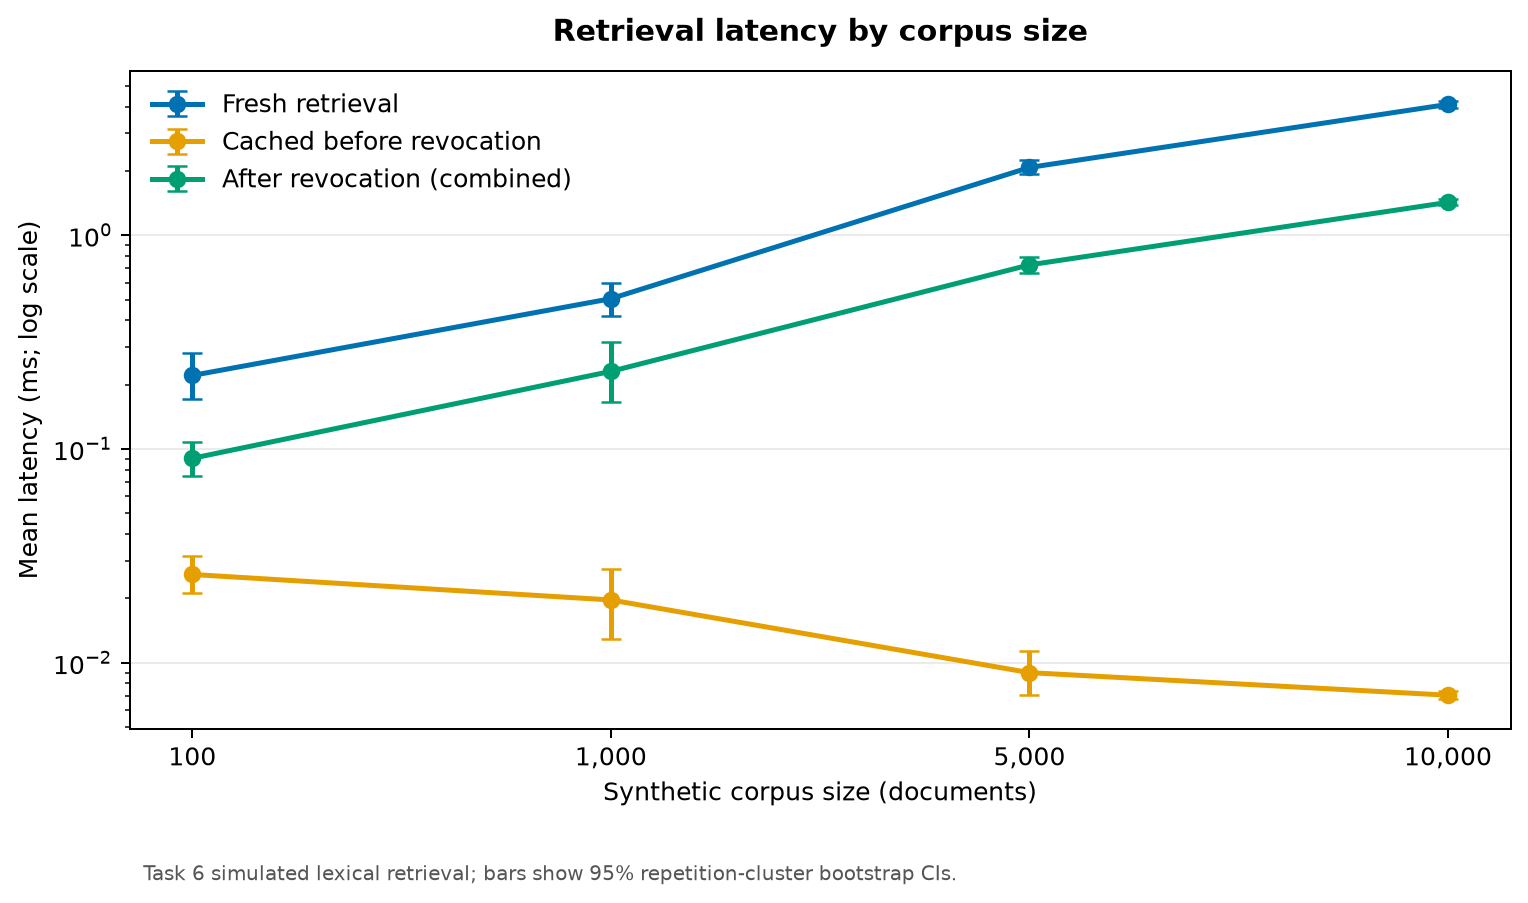 Retrieval latency by corpus size
Fresh retrieval
Cached before revocation
After revocation (combined)
Mean latency (ms; log scale)
10⁰
10⁻¹
10⁻²
100
1,000
5,000
10,000
Synthetic corpus size (documents)
Task 6 simulated lexical retrieval; bars show 95% repetition-cluster bootstrap CIs.